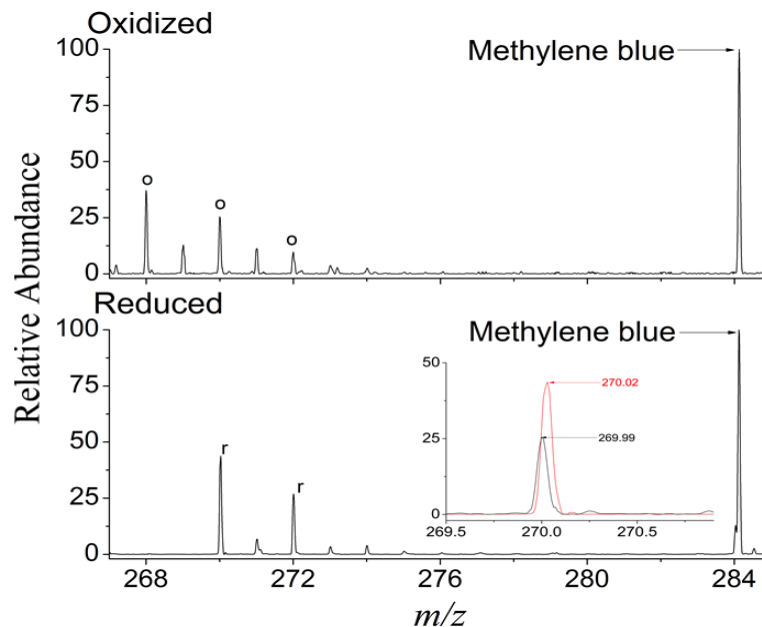 Oxidized
Methylene blue
100
75
50
25
0
o
o
o
Relative Abundance
Reduced
Methylene blue
100
75
50
25
0
r
r
50
25
0
270.02
269.99
269.5
270.0
270.5
268
272
276
280
284
m/z